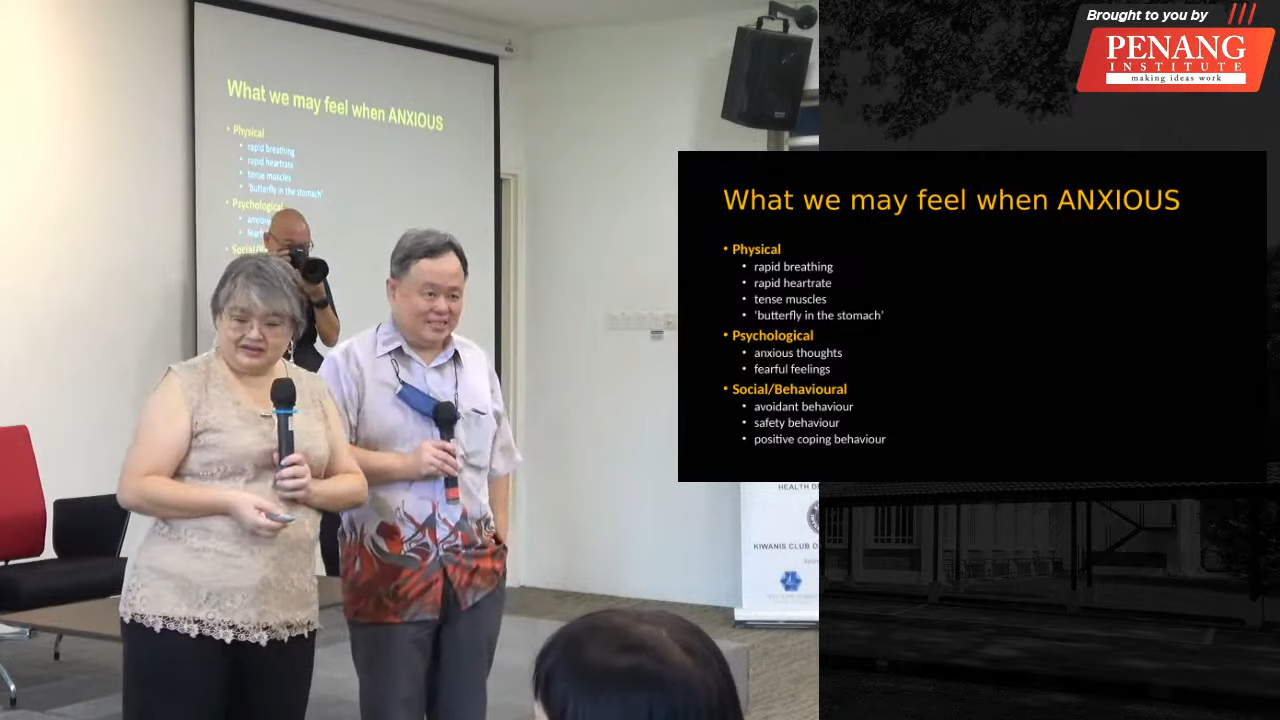 Brought to you by
PENANG
INSTITUTE
making ideas work
What we may feel when ANXIOUS
• Physical
• rapid breathing
• rapid heartrate
• tense muscles
• 'butterfly in the stomach'
• Psychological
• anxious
• Social/
What we may feel when ANXIOUS
• Physical
• rapid breathing
• rapid heartrate
• tense muscles
• ‘butterfly in the stomach’
• Psychological
• anxious thoughts
• fearful feelings
• Social/Behavioural
• avoidant behaviour
• safety behaviour
• positive coping behaviour
HEALTH
KIWANIS CLUB